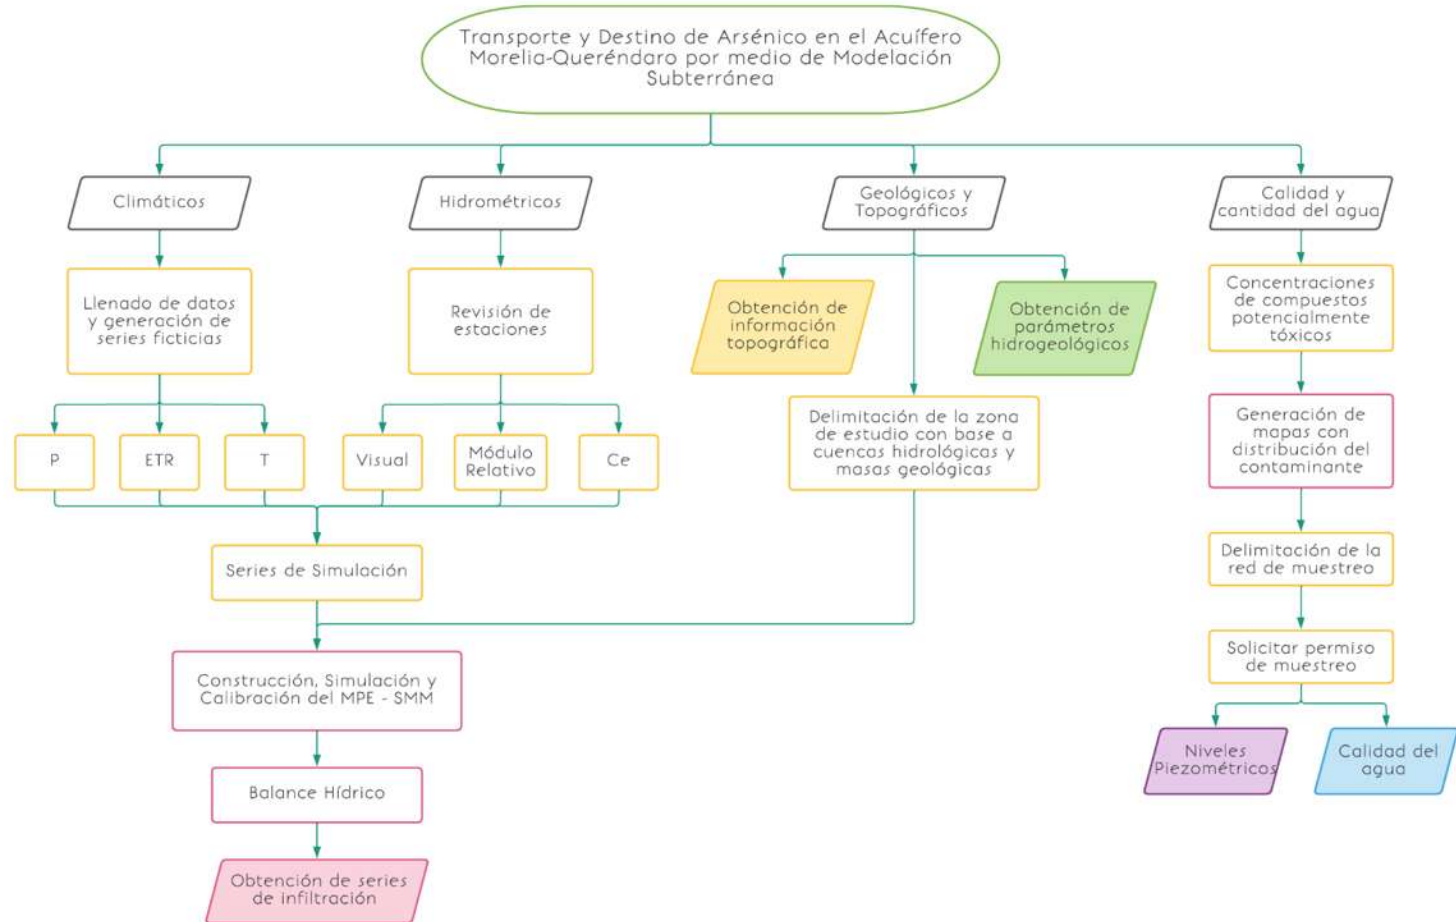 Transporte y Destino de Arsénico en el Acuífero
Morelia-Queréndaro por medio de Modelación
Subterránea
Climáticos
Hidrométricos
Geológicos y
Topográficos
Calidad y
cantidad del agua
Llenado de datos
y generación de
series ficticias
Revisión de
estaciones
Obtención de
información
topográfica
Obtención de
parámetros
hidrogeológicos
Concentraciones
de compuestos
potencialmente
tóxicos
P
ETR
T
Visual
Módulo
Relativo
Ce
Delimitación de la zona
de estudio con base a
cuencas hidrológicas y
masas geológicas
Generación de
mapas con
distribución del
contaminante
Series de Simulación
Delimitación de la
red de muestreo
Construcción, Simulación y
Calibración del MPE - SMM
Solicitar permiso
de muestreo
Balance Hídrico
Niveles
Piezométricos
Calidad del
agua
Obtención de series
de infiltración